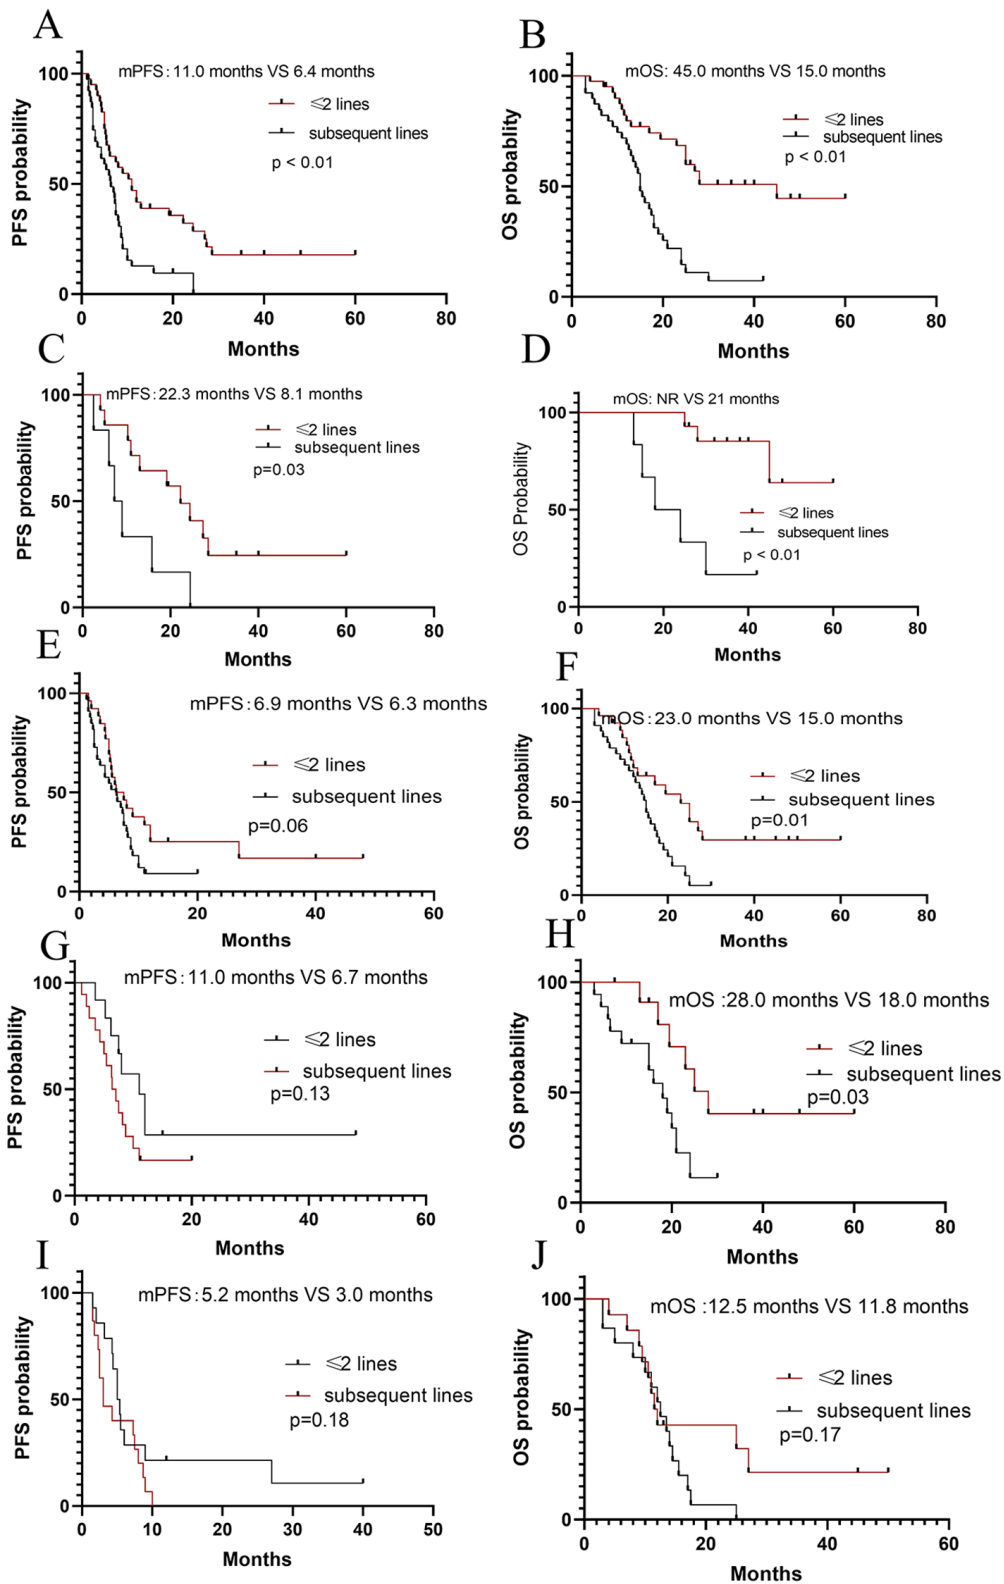 A
mPFS: 11.0 months VS 6.4 months
≤2 lines
subsequent lines
p < 0.01
PFS probability
100
50
0
0 20 40 60 80
Months
B
mOS: 45.0 months VS 15.0 months
≤2 lines
subsequent lines
p < 0.01
OS probability
100
50
0
0 20 40 60 80
Months
C
mPFS: 22.3 months VS 8.1 months
≤2 lines
subsequent lines
p=0.03
PFS probability
100
50
0
0 20 40 60 80
Months
D
mOS: NR VS 21 months
≤2 lines
subsequent lines
p < 0.01
OS Probability
100
50
0
0 20 40 60 80
Months
E
mPFS: 6.9 months VS 6.3 months
≤2 lines
subsequent lines
p=0.06
PFS probability
100
50
0
0 20 40 60
Months
F
mOS: 23.0 months VS 15.0 months
≤2 lines
subsequent lines
p=0.01
OS probability
100
50
0
0 20 40 60 80
Months
G
mPFS: 11.0 months VS 6.7 months
≤2 lines
subsequent lines
p=0.13
PFS probability
100
50
0
0 20 40 60
Months
H
mOS :28.0 months VS 18.0 months
≤2 lines
subsequent lines
p=0.03
OS probability
100
50
0
0 20 40 60 80
Months
I
mPFS: 5.2 months VS 3.0 months
≤2 lines
subsequent lines
p=0.18
PFS probability
100
50
0
0 10 20 30 40 50
Months
J
mOS :12.5 months VS 11.8 months
≤2 lines
subsequent lines
p=0.17
OS probability
100
50
0
0 20 40 60
Months